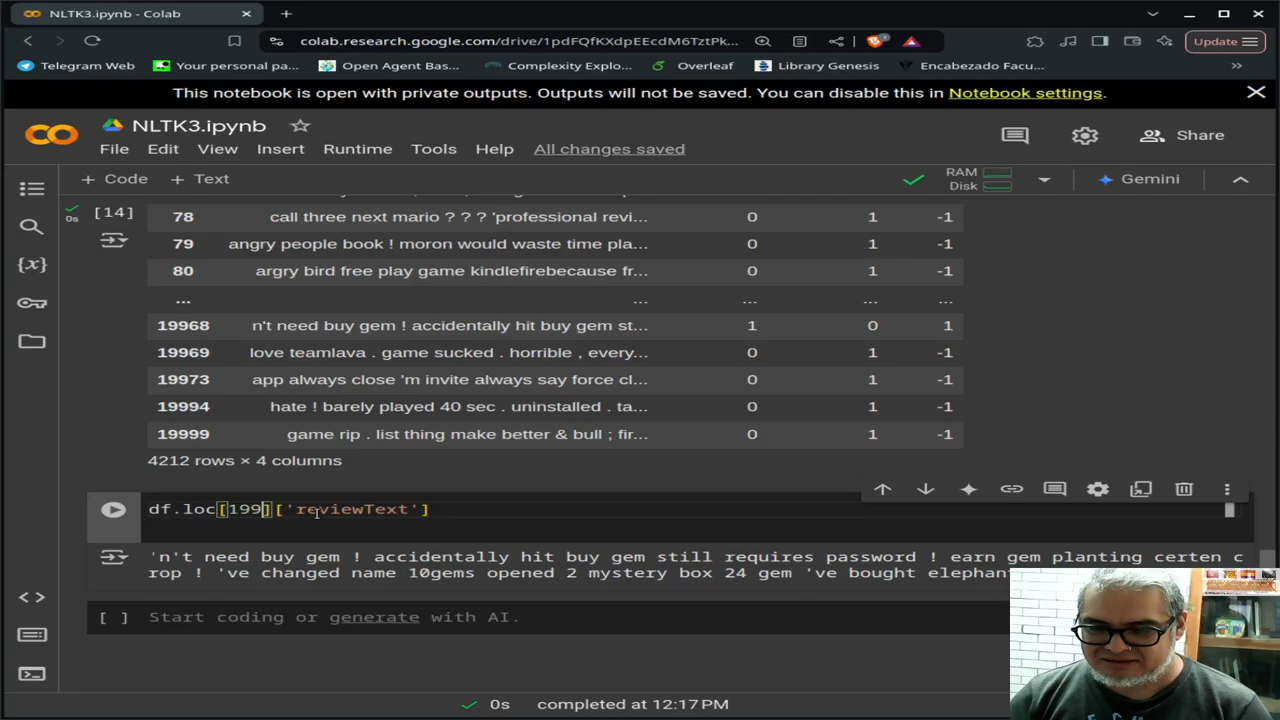 NLTK3.ipynb - Colab
colab.research.google.com/drive/1pdFQfKXdpEEcdM6TztPk...
Update
Telegram Web
Your personal pa...
Open Agent Bas...
Complexity Explo...
Overleaf
Library Genesis
Encabezado Facu...
This notebook is open with private outputs. Outputs will not be saved. You can disable this in Notebook settings.
NLTK3.ipynb
File Edit View Insert Runtime Tools Help All changes saved
Share
+ Code + Text
RAM
Disk
Gemini
[14]
0s
78 call three next mario ? ? ? 'professional revi... 0 1 -1
79 angry people book ! moron would waste time pla... 0 1 -1
80 argry bird free play game kindlefirebecause fr... 0 1 -1
... ... ... ... ...
19968 n't need buy gem ! accidentally hit buy gem st... 1 0 1
19969 love teamlava . game sucked . horrible , every... 0 1 -1
19973 app always close 'm invite always say force cl... 0 1 -1
19994 hate ! barely played 40 sec . uninstalled . ta... 0 1 -1
19999 game rip . list thing make better & bull ; fir... 0 1 -1
4212 rows × 4 columns
df.loc[199]['reviewText']
'n't need buy gem ! accidentally hit buy gem still requires password ! earn gem planting certen c
rop ! 've changed name 10gems opened 2 mystery box 24 gem 've bought elephan
[ ] Start coding or generate with AI.
0s completed at 12:17 PM